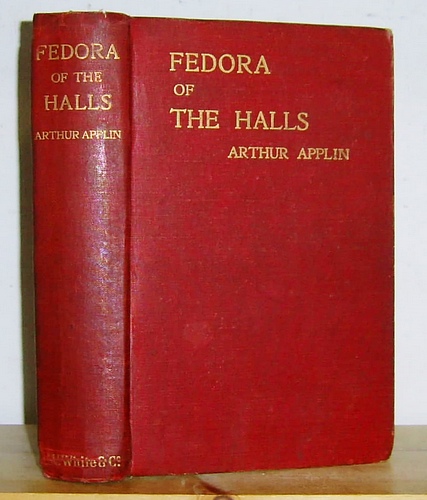 FEDORA
OF THE
HALLS
ARTHUR APPLIN
White & Co
FEDORA
OF
THE HALLS
ARTHUR APPLIN